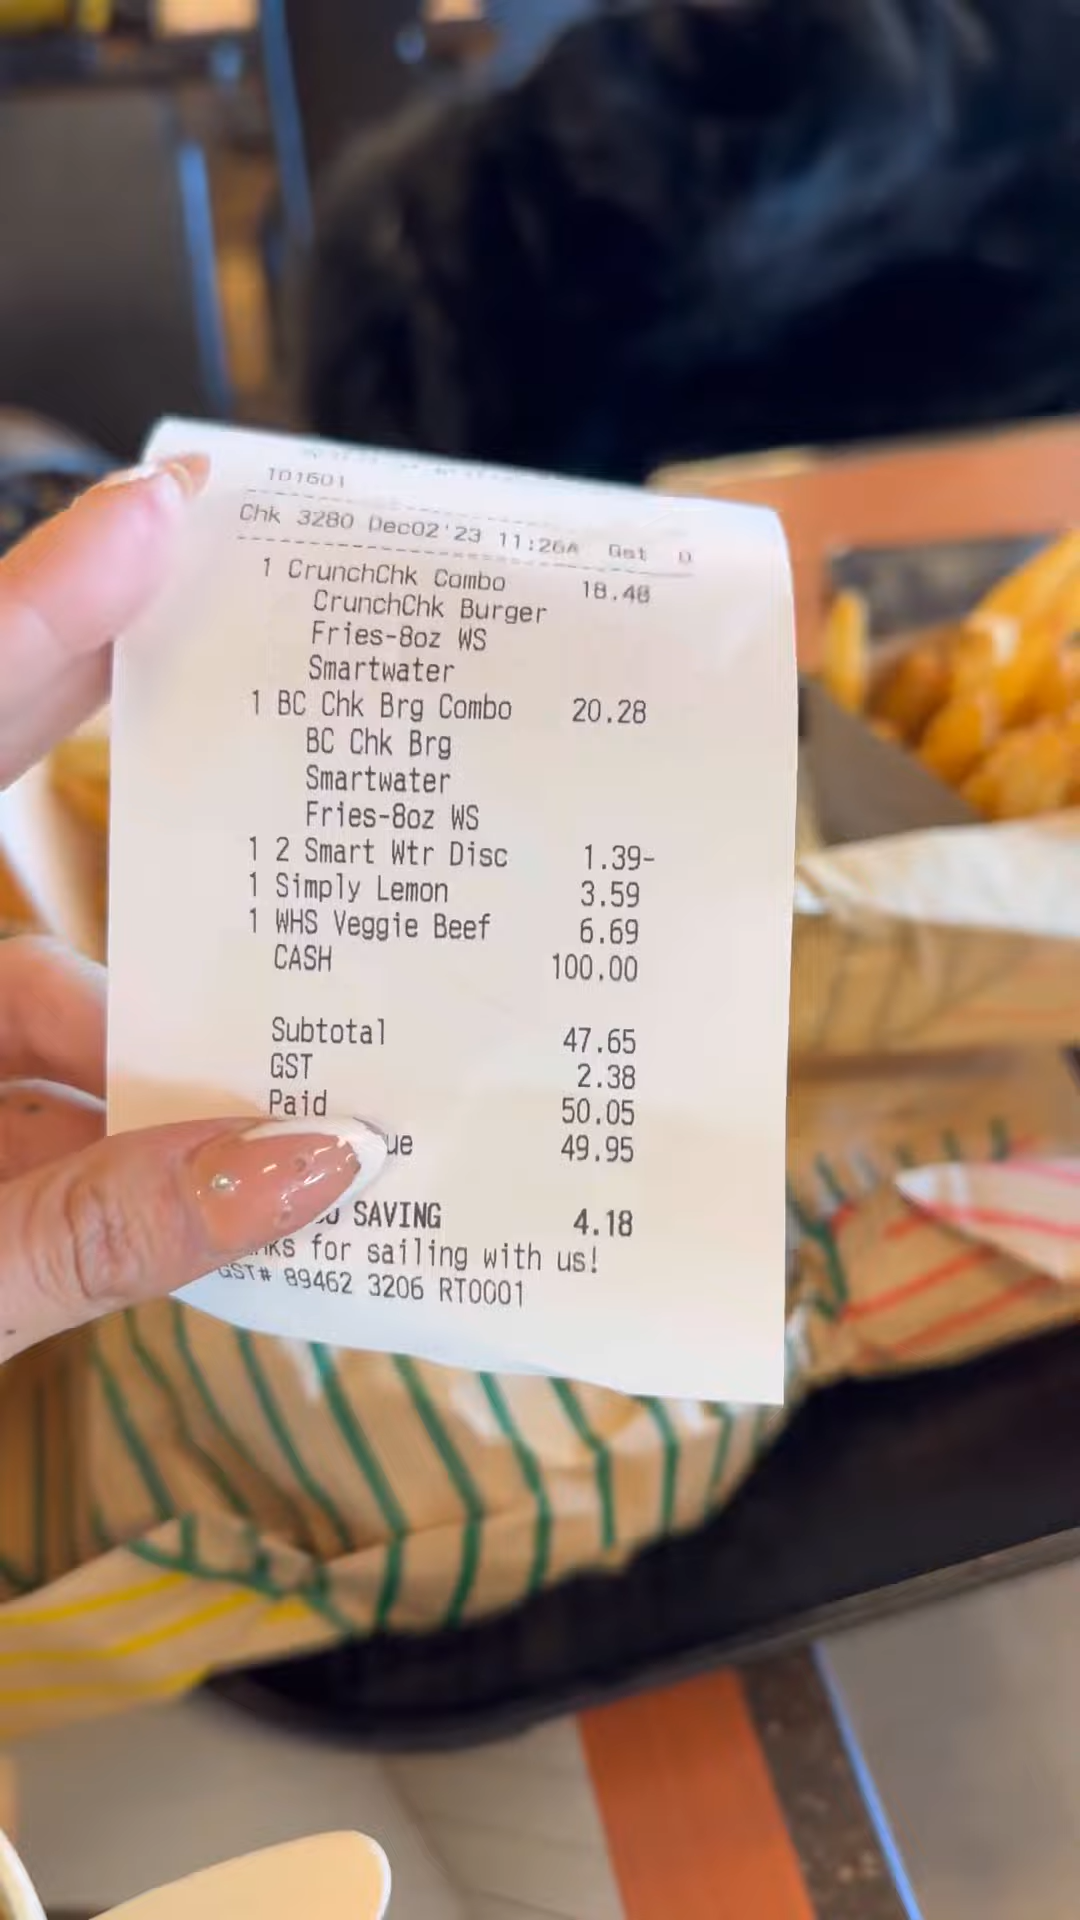 101601
Chk 3280 Dec02'23 11:26A Gst 0
1 CrunchChk Combo 18.48
CrunchChk Burger
Fries-8oz WS
Smartwater
1 BC Chk Brg Combo 20.28
BC Chk Brg
Smartwater
Fries-8oz WS
1 2 Smart Wtr Disc 1.39-
1 Simply Lemon 3.59
1 WHS Veggie Beef 6.69
CASH 100.00
Subtotal 47.65
GST 2.38
Paid 50.05
49.95
SAVING 4.18
for sailing with us!
GST# 89462 3206 RT0001